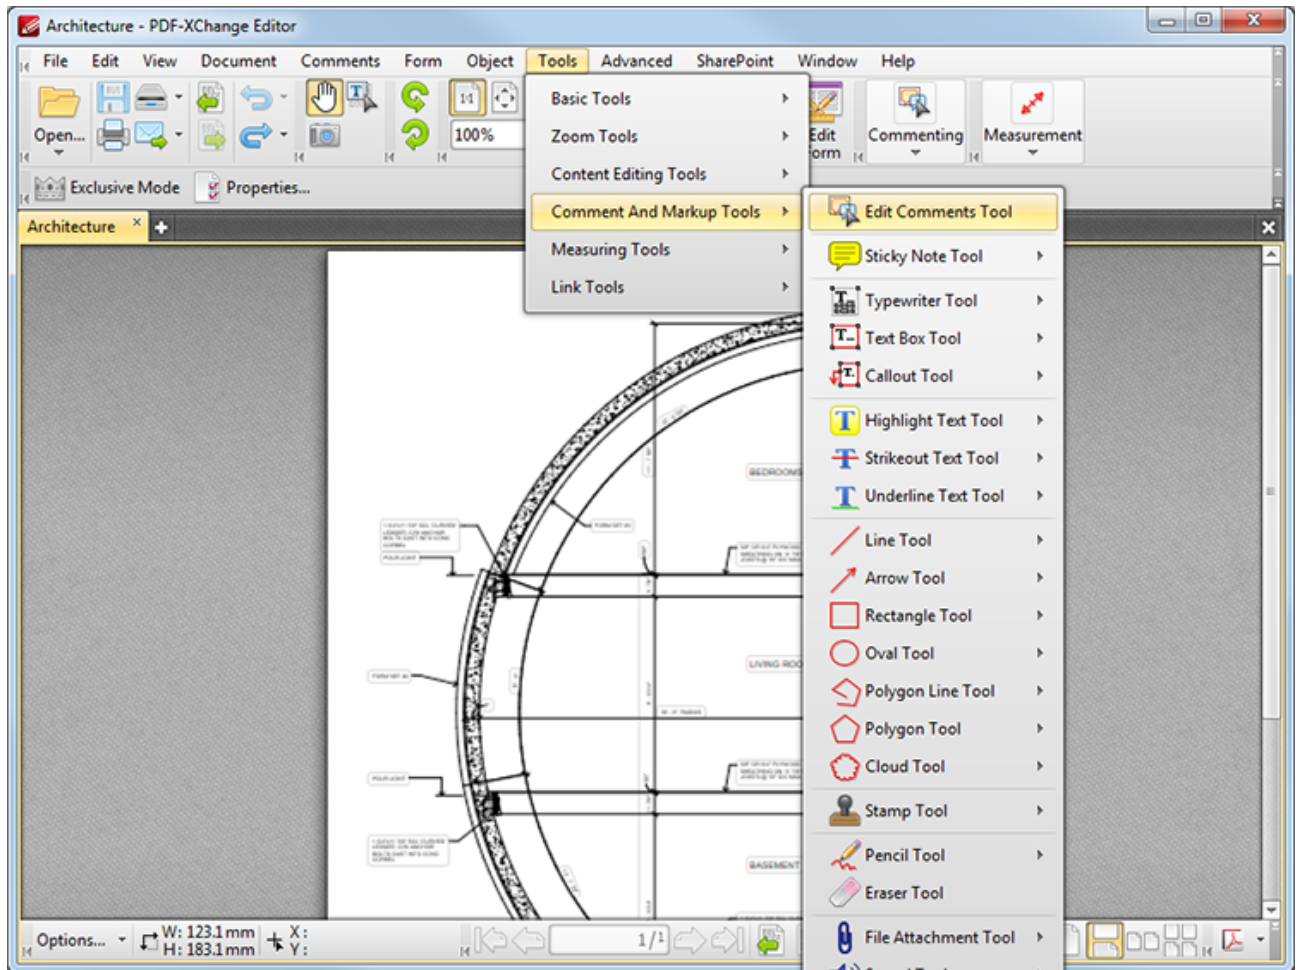 Architecture - PDF-XChange Editor
File Edit View Document Comments Form Object Tools Advanced SharePoint Window Help
Open...
100%
Edit
Form
Commenting
Measurement
Exclusive Mode
Properties...
Architecture
Basic Tools
Zoom Tools
Content Editing Tools
Comment And Markup Tools
Measuring Tools
Link Tools
Edit Comments Tool
Sticky Note Tool
Typewriter Tool
Text Box Tool
Callout Tool
Highlight Text Tool
Strikeout Text Tool
Underline Text Tool
Line Tool
Arrow Tool
Rectangle Tool
Oval Tool
Polygon Line Tool
Polygon Tool
Cloud Tool
Stamp Tool
Pencil Tool
Eraser Tool
File Attachment Tool
BEDROOMS
LIVING ROO
BASEMENT
Options...
W: 123.1 mm
H: 183.1 mm
X:
Y:
1/1